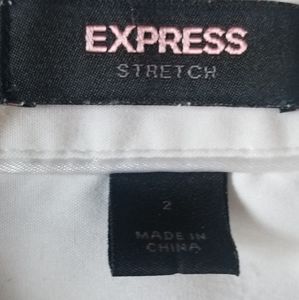 EXPRESS
STRETCH
2
MADE IN
CHINA